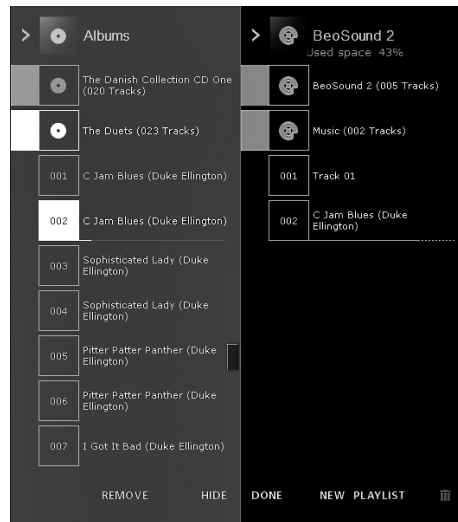 > Albums
The Danish Collection CD One
(020 Tracks)
The Duets (023 Tracks)
001 C Jam Blues (Duke Ellington)
002 C Jam Blues (Duke Ellington)
003 Sophisticated Lady (Duke
Ellington)
004 Sophisticated Lady (Duke
Ellington)
005 Pitter Patter Panther (Duke
Ellington)
006 Pitter Patter Panther (Duke
Ellington)
007 I Got It Bad (Duke Ellington)
REMOVE HIDE
> BeoSound 2
Used space 43%
BeoSound 2 (005 Tracks)
Music (002 Tracks)
001 Track 01
002 C Jam Blues (Duke
Ellington)
DONE NEW PLAYLIST